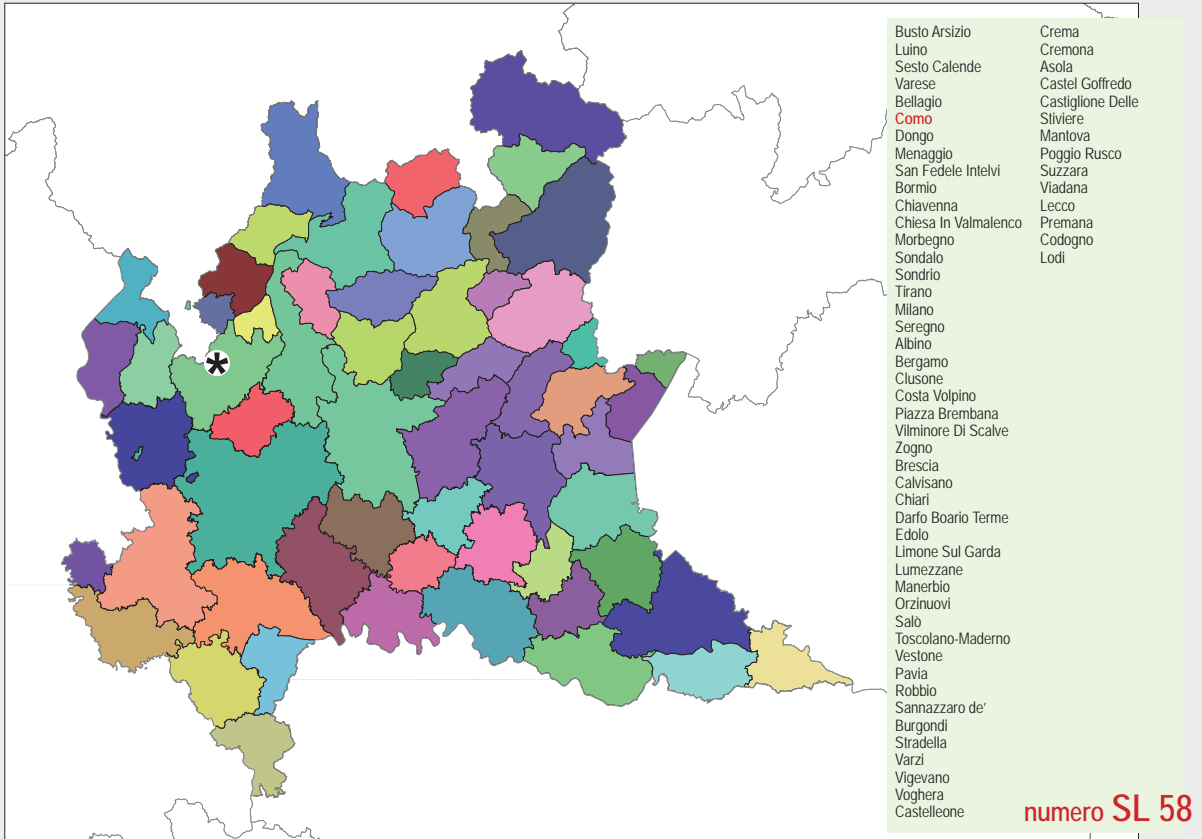 Busto Arsizio
Luino
Sesto Calende
Varese
Bellagio
Como
Dongo
Menaggio
San Fedele Intelvi
Bormio
Chiavenna
Chiesa In Valmalenco
Morbegno
Sondalo
Sondrio
Tirano
Milano
Seregno
Albino
Bergamo
Clusone
Costa Volpino
Piazza Brembana
Vilminore Di Scalve
Zogno
Brescia
Calvisano
Chiari
Darfo Boario Terme
Edolo
Limone Sul Garda
Lumezzane
Manerbio
Orzinuovi
Salò
Toscolano-Maderno
Vestone
Pavia
Robbio
Sannazzaro de'
Burgondi
Stradella
Varzi
Vigevano
Voghera
Castelleone
Crema
Cremona
Asola
Castel Goffredo
Castiglione Delle
Stiviere
Mantova
Poggio Rusco
Suzzara
Viadana
Lecco
Premana
Codogno
Lodi
numero SL 58
*